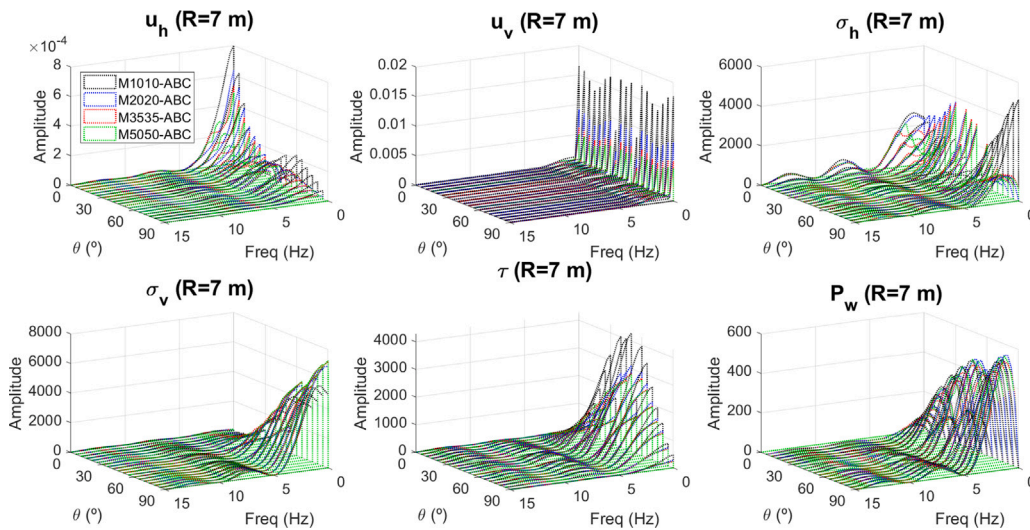 u_h (R=7 m)
×10⁻⁴
8
6
4
2
0
Amplitude
M1010-ABC
M2020-ABC
M3535-ABC
M5050-ABC
0
30
60
90
θ (º)
15
10
5
0
Freq (Hz)
u_v (R=7 m)
0.02
0.015
0.01
0.005
0
Amplitude
0
30
60
90
θ (º)
15
10
5
0
Freq (Hz)
σ_h (R=7 m)
6000
4000
2000
0
Amplitude
0
30
60
90
θ (º)
15
10
5
0
Freq (Hz)
σ_v (R=7 m)
8000
6000
4000
2000
0
Amplitude
0
30
60
90
θ (º)
15
10
5
0
Freq (Hz)
τ (R=7 m)
4000
3000
2000
1000
0
Amplitude
0
30
60
90
θ (º)
15
10
5
0
Freq (Hz)
P_w (R=7 m)
600
400
200
0
Amplitude
0
30
60
90
θ (º)
15
10
5
0
Freq (Hz)